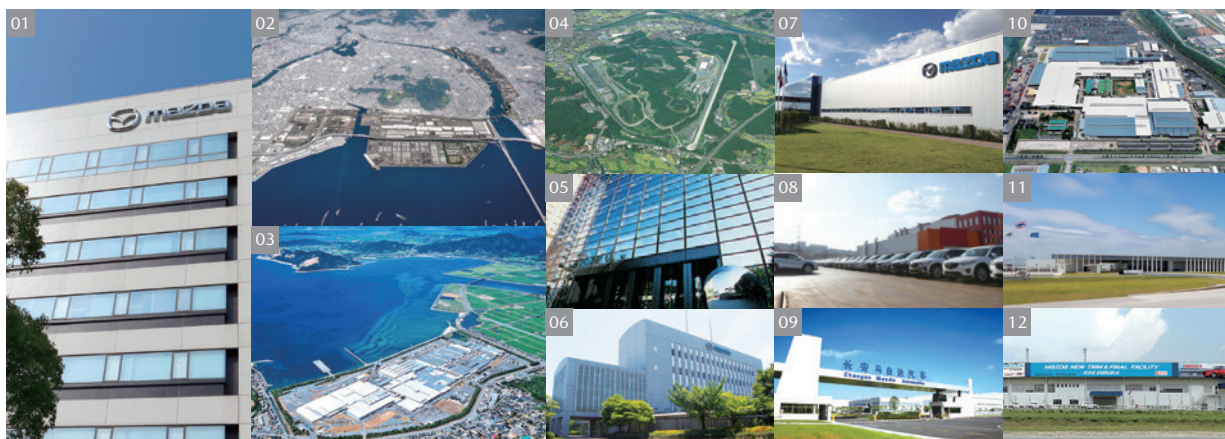 01
mazda
02
03
04
05
06
07
mazda
08
09
长安马自达汽车
Changan Mazda Automobile
10
11
12
MAZDA NEW TRIM & FINAL FACILITY